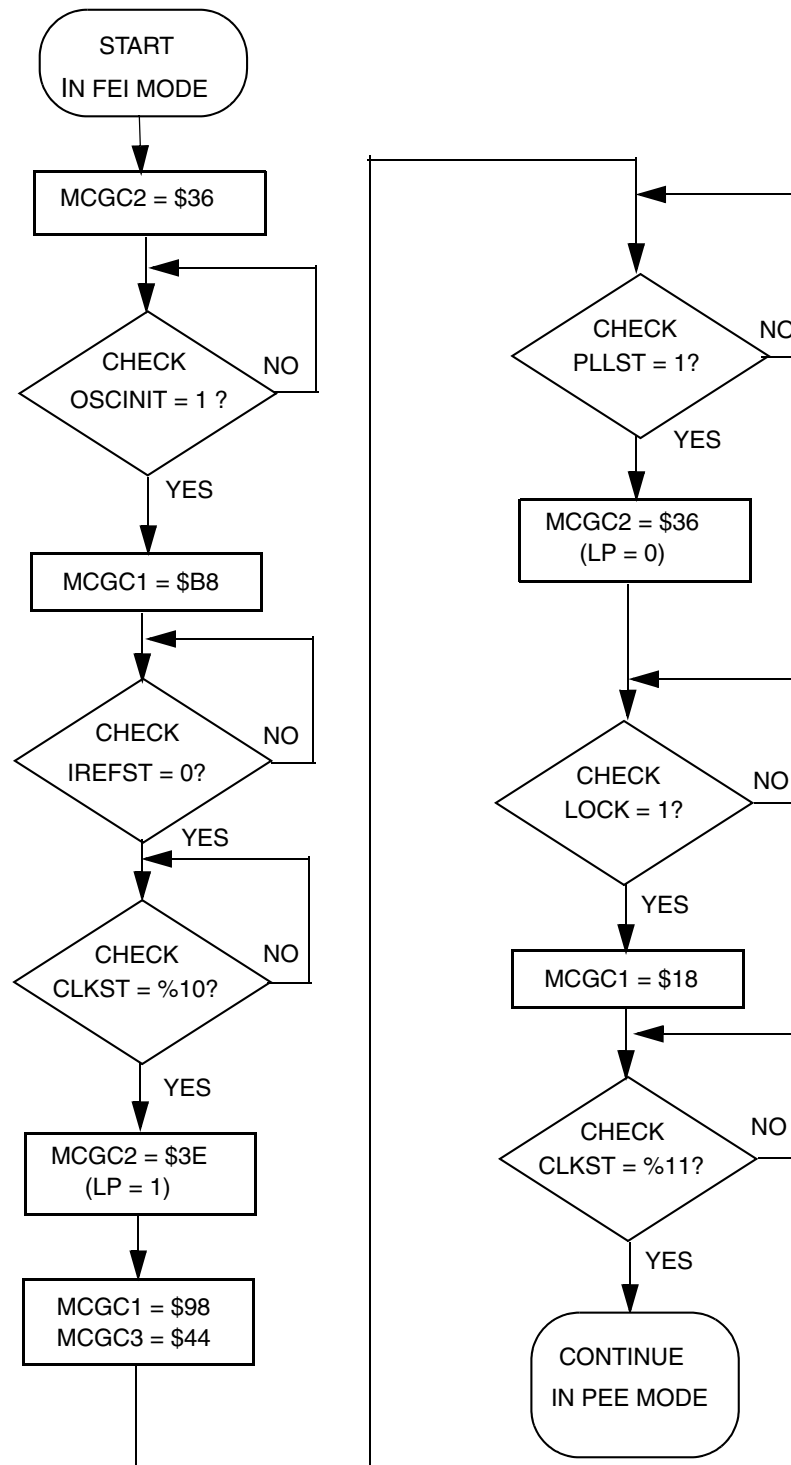 START
IN FEI MODE
MCGC2 = $36
CHECK
OSCINIT = 1 ?
NO
YES
MCGC1 = $B8
CHECK
IREFST = 0?
NO
YES
CHECK
CLKST = %10?
NO
YES
MCGC2 = $3E
(LP = 1)
MCGC1 = $98
MCGC3 = $44
CHECK
PLLST = 1?
NO
YES
MCGC2 = $36
(LP = 0)
CHECK
LOCK = 1?
NO
YES
MCGC1 = $18
CHECK
CLKST = %11?
NO
YES
CONTINUE
IN PEE MODE